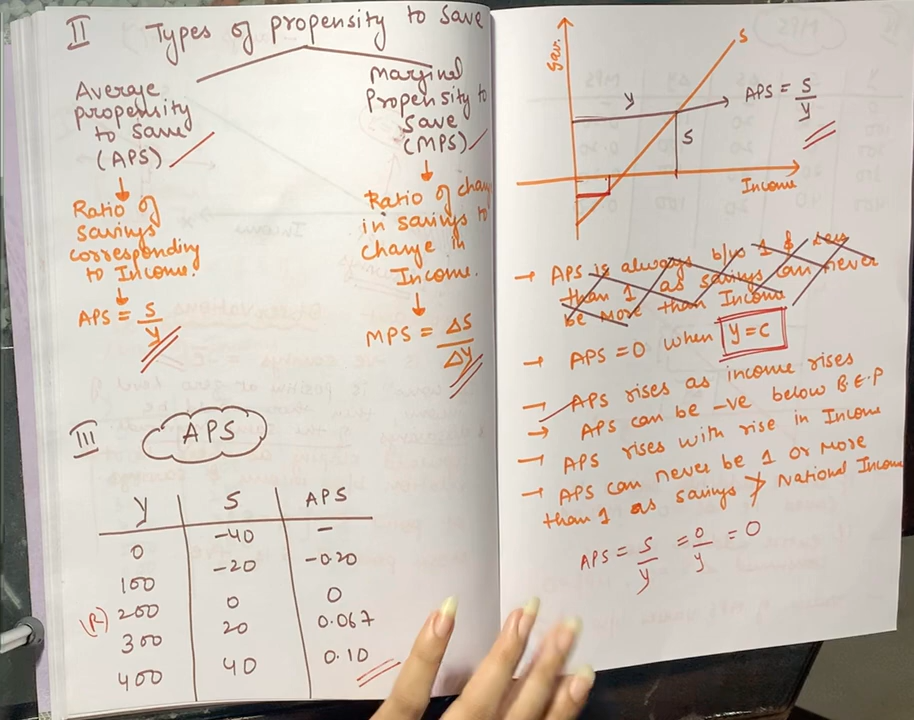 II Types of propensity to save
Average
propensity
to save
(APS)
Ratio of
savings
corresponding
to Income.
APS = S/Y
Marginal
Propensity to
Save
(MPS)
Ratio of chang
in savings to
change in
Income.
MPS = ΔS/ΔY
III APS
Y S APS
0 -40 -
100 -20 -0.20
(R) 200 0 0
300 20 0.067
400 40 0.10
Sav.
S
Y
APS = S/Y
S
Income
→ APS is always b/w 1 & less
than 1 as savings can never
be more than Income
→ APS = 0 when Y = C
→ APS rises as income rises
→ APS can be -ve below B.E.P
→ APS rises with rise in Income
→ APS can never be 1 or more
than 1 as savings ≯ National Income
APS = S/Y = 0/Y = 0